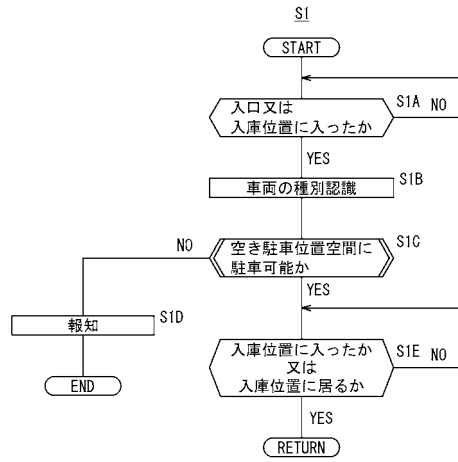 S1
START
入口又は
入庫位置に入ったか
S1A
NO
YES
車両の種別認識
S1B
NO
空き駐車位置空間に
駐車可能か
S1C
YES
報知
S1D
END
入庫位置に入ったか
又は
入庫位置に居るか
S1E
NO
YES
RETURN